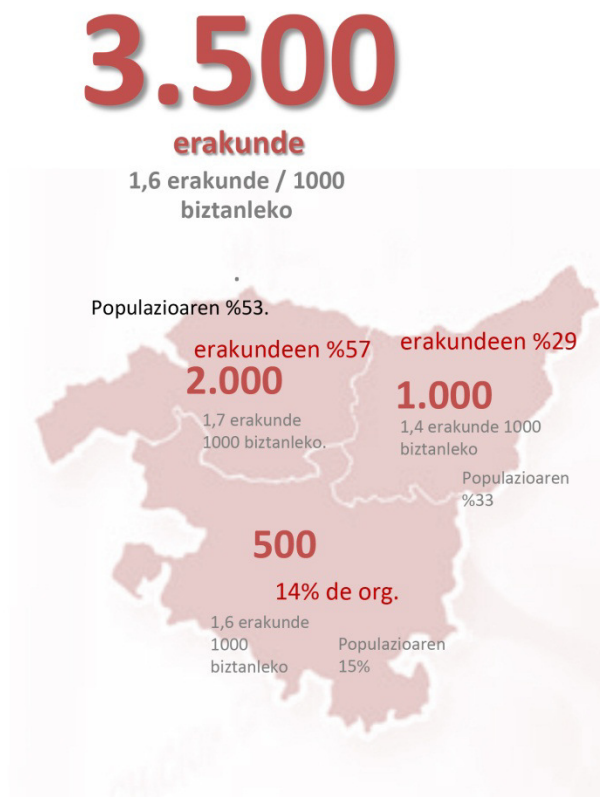 3.500
erakunde
1,6 erakunde / 1000
biztanleko
Populazioaren %53.
erakundeen %57
2.000
1,7 erakunde
1000 biztanleko.
erakundeen %29
1.000
1,4 erakunde 1000
biztanleko
Populazioaren
%33
500
14% de org.
1,6 erakunde
1000
biztanleko
Populazioaren
15%